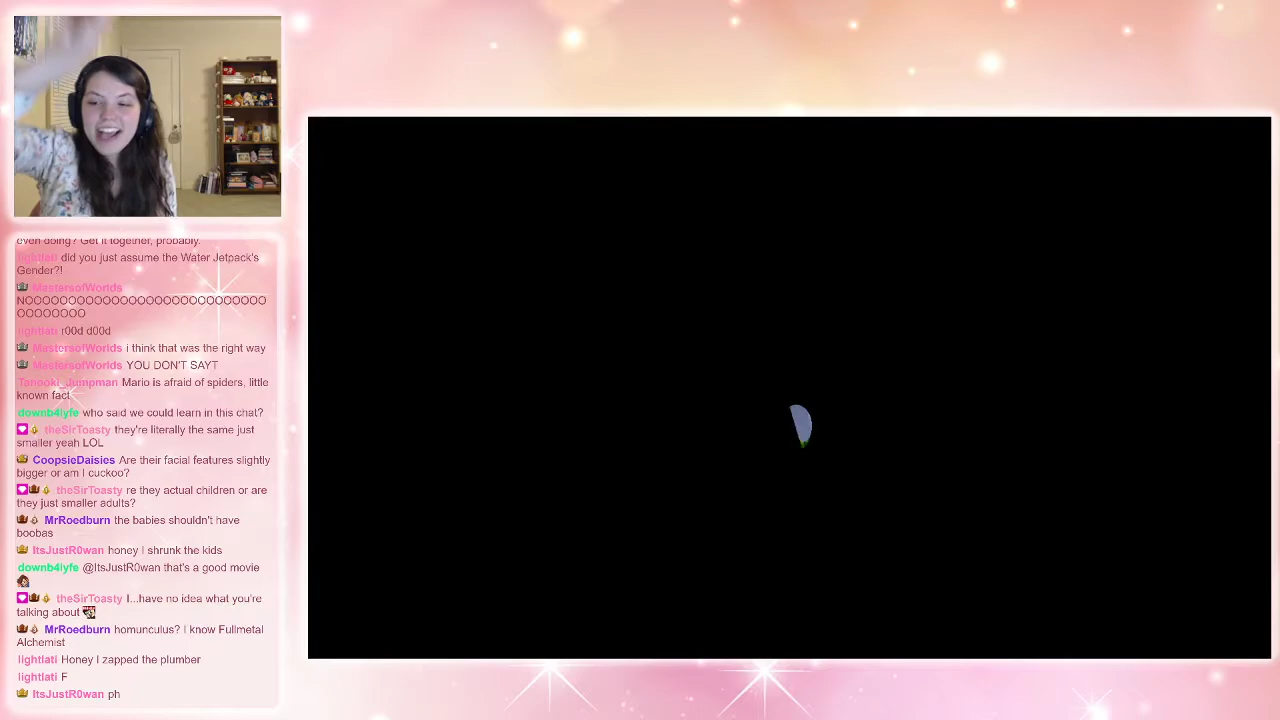 even doing? Get it together, probably.
lightlati did you just assume the Water Jetpack's
Gender?!
MastersofWorlds
NOOOOOOOOOOOOOOOOOOOOOOOOOOO
OOOOOOOO
lightlati r00d d00d
MastersofWorlds i think that was the right way
MastersofWorlds YOU DON'T SAYT
Tanooki_Jumpman Mario is afraid of spiders, little
known fact
downb4lyfe who said we could learn in this chat?
theSirToasty they're literally the same just
smaller yeah LOL
CoopsieDaisies Are their facial features slightly
bigger or am I cuckoo?
theSirToasty re they actual children or are
they just smaller adults?
MrRoedburn the babies shouldn't have
boobas
ItsJustR0wan honey I shrunk the kids
downb4lyfe @ItsJustR0wan that's a good movie
theSirToasty I...have no idea what you're
talking about
MrRoedburn homunculus? I know Fullmetal
Alchemist
lightlati Honey I zapped the plumber
lightlati F
ItsJustR0wan ph